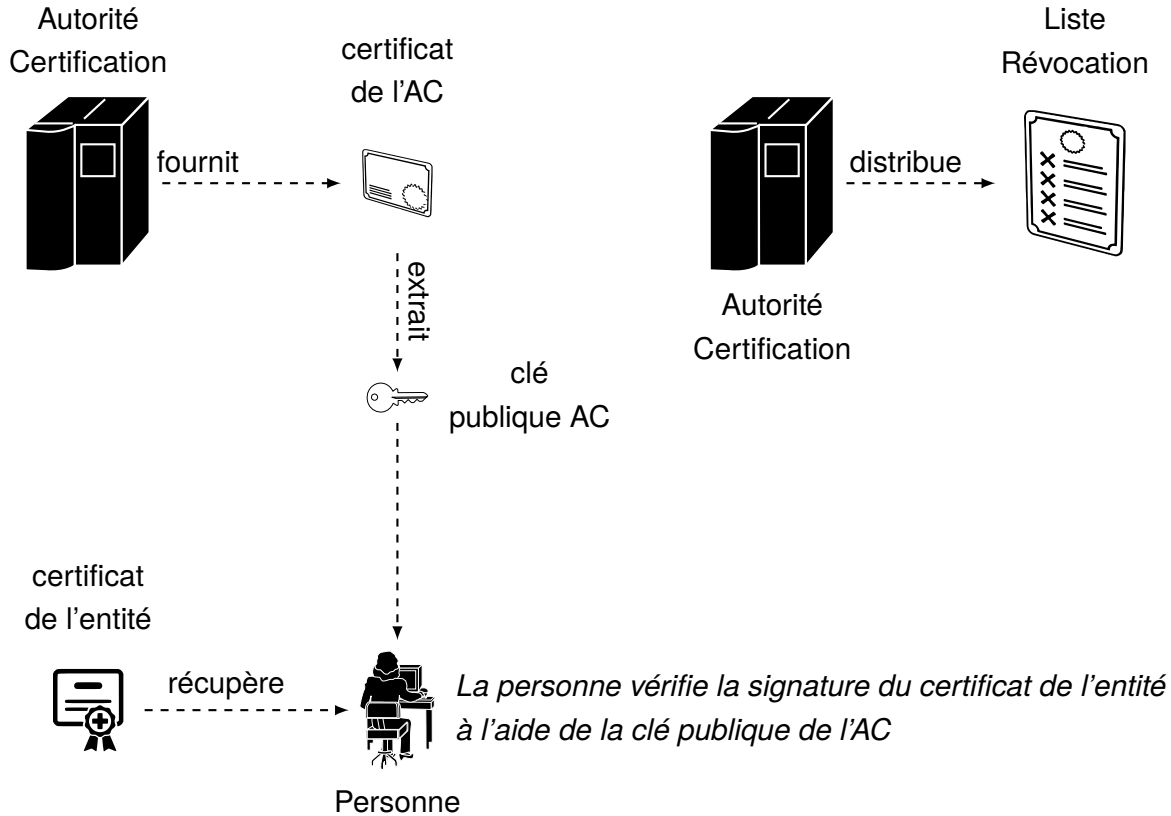 Autorité
Certification
certificat
de l'AC
Liste
Révocation
fournit
distribue
extrait
Autorité
Certification
clé
publique AC
certificat
de l'entité
récupère
La personne vérifie la signature du certificat de l'entité
à l'aide de la clé publique de l'AC
Personne